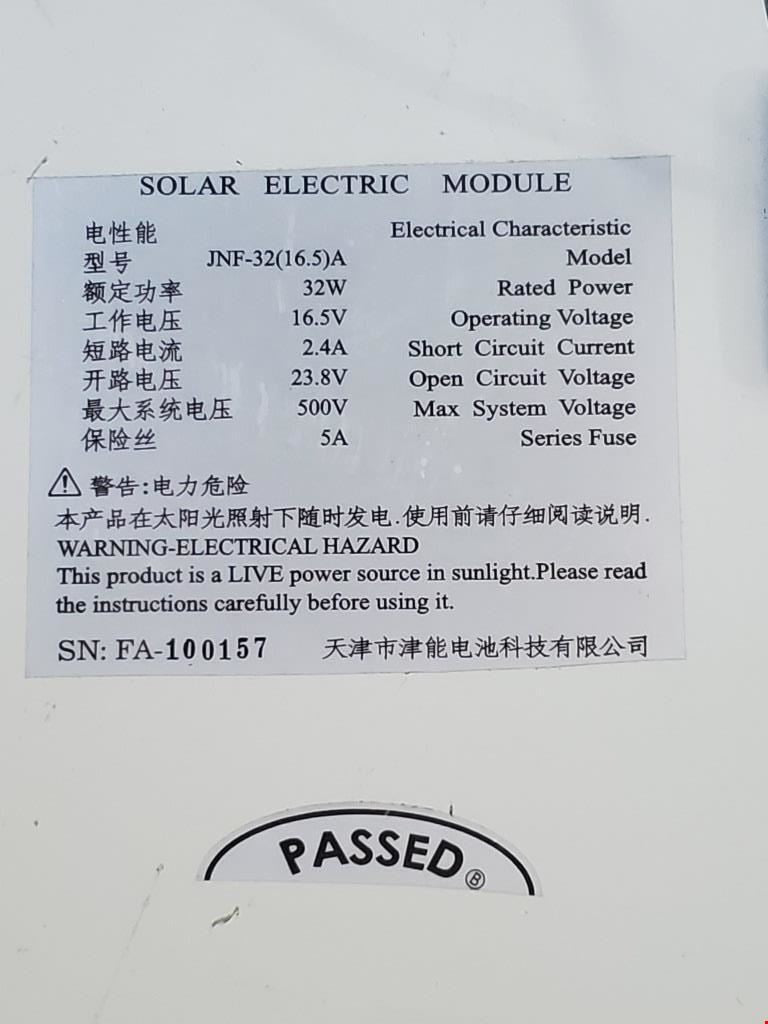 SOLAR ELECTRIC MODULE
电性能 Electrical Characteristic
型号 JNF-32(16.5)A Model
额定功率 32W Rated Power
工作电压 16.5V Operating Voltage
短路电流 2.4A Short Circuit Current
开路电压 23.8V Open Circuit Voltage
最大系统电压 500V Max System Voltage
保险丝 5A Series Fuse
警告:电力危险
本产品在太阳光照射下随时发电.使用前请仔细阅读说明.
WARNING-ELECTRICAL HAZARD
This product is a LIVE power source in sunlight.Please read
the instructions carefully before using it.
SN: FA-100157 天津市津能电池科技有限公司
PASSED Ⓑ